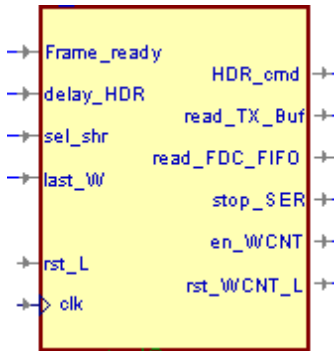 Frame_ready
HDR_cmd
delay_HDR
read_TX_Buf
sel_shr
read_FDC_FIFO
last_W
stop_SER
en_WCNT
rst_L
rst_WCNT_L
clk